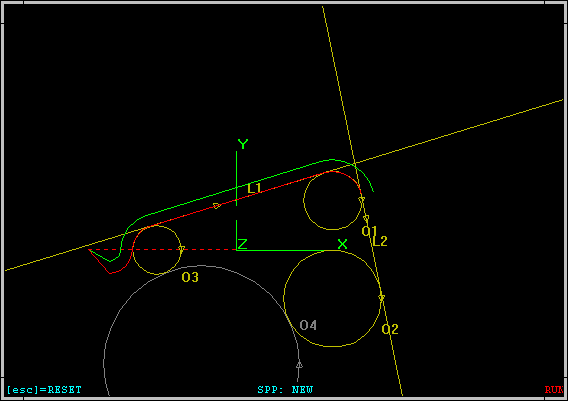 Y
L1
O1
Z
X
L2
O3
O4
O2
[esc]=RESET SPP: NEW RUN